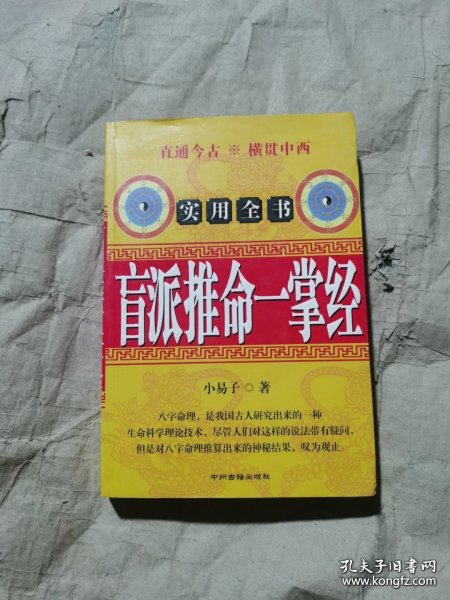 直通今古 ※ 横贯中西
实用全书
盲派推命一掌经
小易子◎著
八字命理，是我国古人研究出来的一种
生命科学理论技术，尽管人们对这样的说法带有疑问，
但是对八字命理推算出来的神秘结果，叹为观止。
中州古籍出版社
孔夫子旧书网
www.kongfz.com